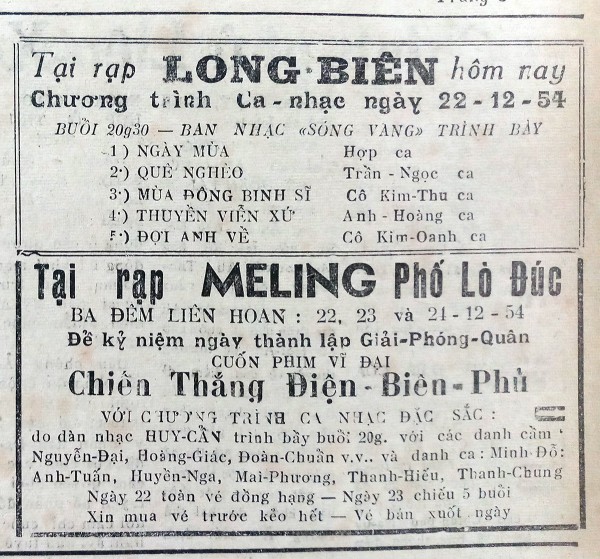 Tại rạp LONG-BIÊN hôm nay
Chương trình Ca-nhạc ngày 22-12-54
BUỔI 20g30 — BAN NHẠC «SÓNG VÀNG» TRÌNH BÀY
1') NGÀY MÙA Hợp ca
2') QUÊ NGHÈO Trần-Ngọc ca
3') MÙA ĐÔNG BINH SĨ Cô Kim-Thu ca
4') THUYỀN VIỄN XỨ Anh-Hoàng ca
5') ĐỢI ANH VỀ Cô Kim-Oanh ca
Tại rạp MELING Phố Lò Đúc
BA ĐÊM LIÊN HOAN : 22, 23 và 24-12-54
Để kỷ niệm ngày thành lập Giải-Phóng-Quân
CUỐN PHIM VĨ ĐẠI
Chiến Thắng Điện-Biên-Phủ
VỚI CHƯƠNG TRÌNH CA NHẠC ĐẶC SẮC :
do dàn nhạc HUY-CẦN trình bầy buổi 20g. với các danh cầm
Nguyễn-Đại, Hoàng-Giác, Đoàn-Chuẩn v.v.. và danh ca : Minh-Đỗ:
Anh-Tuấn, Huyền-Nga, Mai-Phương, Thanh-Hiếu, Thanh-Chung
Ngày 22 toàn vé đồng hạng — Ngày 23 chiếu 5 buổi
Xin mua vé trước kẻo hết — Vé bán xuốt ngày